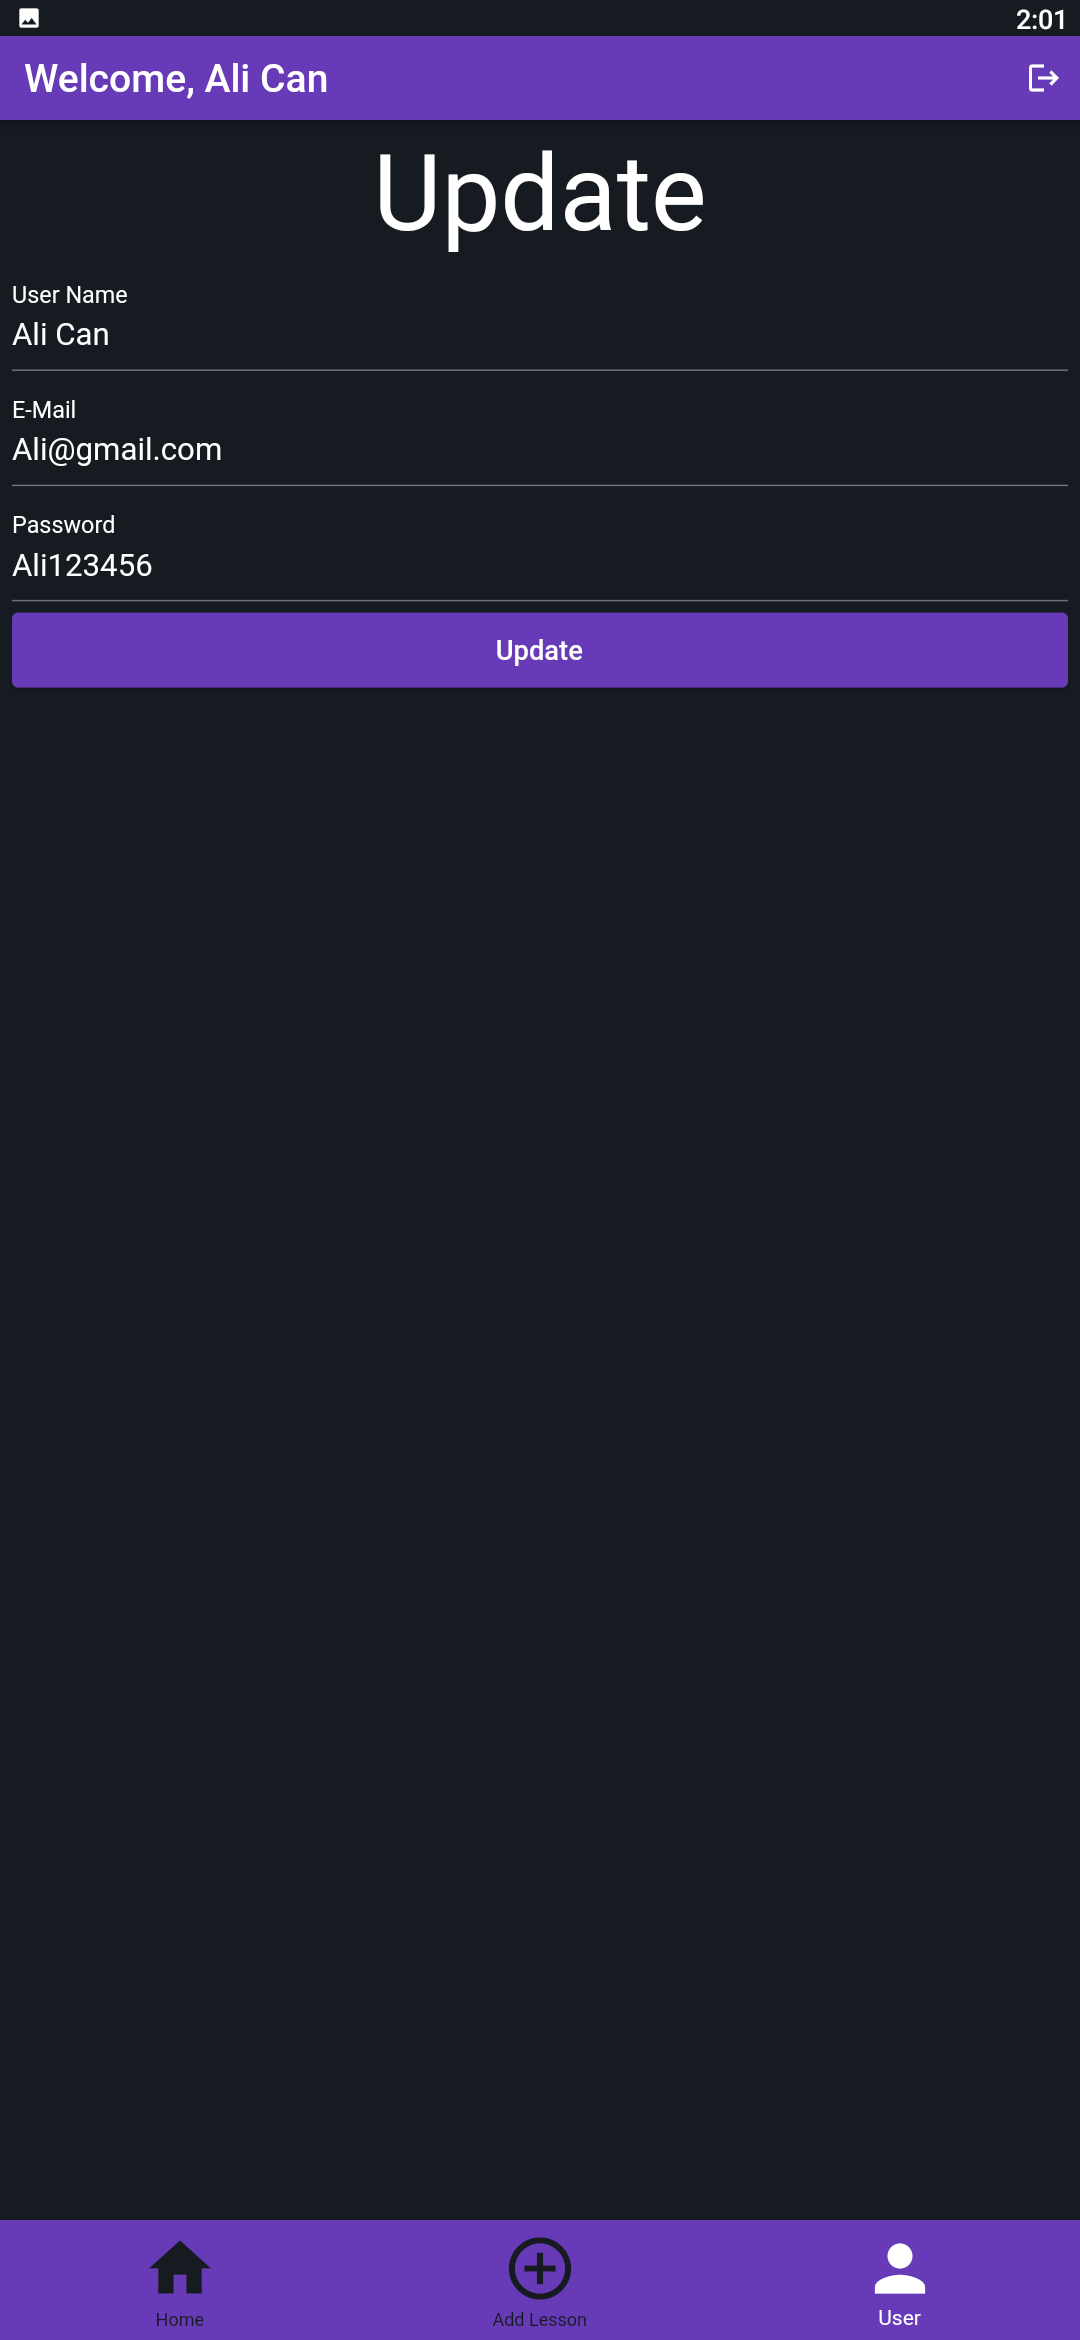 2:01
Welcome, Ali Can
Update
User Name
Ali Can
E-Mail
Ali@gmail.com
Password
Ali123456
Update
Home
Add Lesson
User